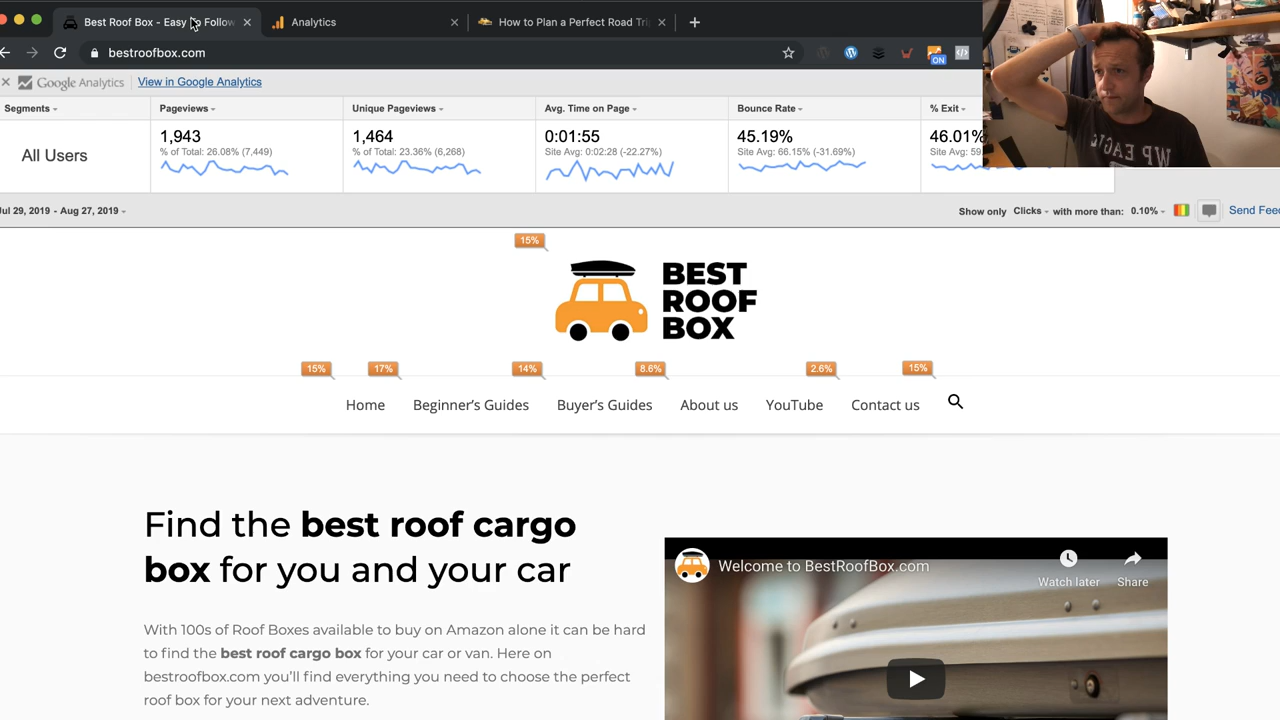 Best Roof Box - Easy to Follow
Analytics
How to Plan a Perfect Road Tri
bestroofbox.com
ON
Google Analytics
View in Google Analytics
Segments
Pageviews
Unique Pageviews
Avg. Time on Page
Bounce Rate
% Exit
All Users
1,943
1,464
0:01:55
45.19%
46.01%
% of Total: 26.08% (7,449)
% of Total: 23.36% (6,268)
Site Avg: 0:02:28 (-22.27%)
Site Avg: 66.15% (-31.69%)
Site Avg: 59
Jul 29, 2019 - Aug 27, 2019
Show only Clicks with more than: 0.10%
Send Feed
15%
BEST
ROOF
BOX
15%
17%
14%
8.6%
2.6%
15%
Home
Beginner's Guides
Buyer's Guides
About us
YouTube
Contact us
Find the best roof cargo
box for you and your car
With 100s of Roof Boxes available to buy on Amazon alone it can be hard
to find the best roof cargo box for your car or van. Here on
bestroofbox.com you'll find everything you need to choose the perfect
roof box for your next adventure.
Welcome to BestRoofBox.com
Watch later
Share